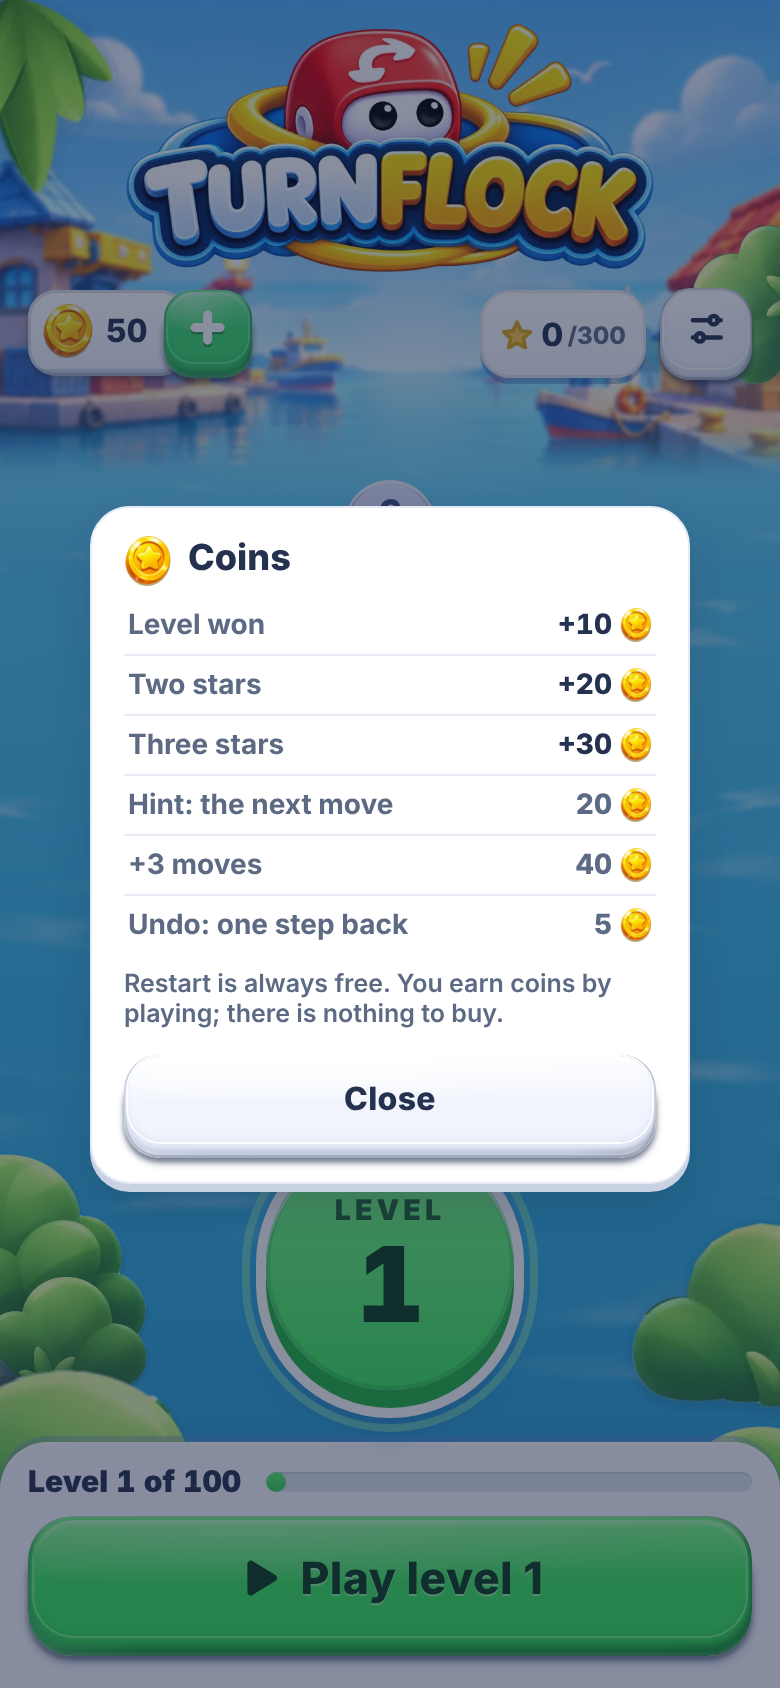 TURNFLOCK
50
0/300
Coins
Level won +10
Two stars +20
Three stars +30
Hint: the next move 20
+3 moves 40
Undo: one step back 5
Restart is always free. You earn coins by
playing; there is nothing to buy.
Close
LEVEL
1
Level 1 of 100
Play level 1